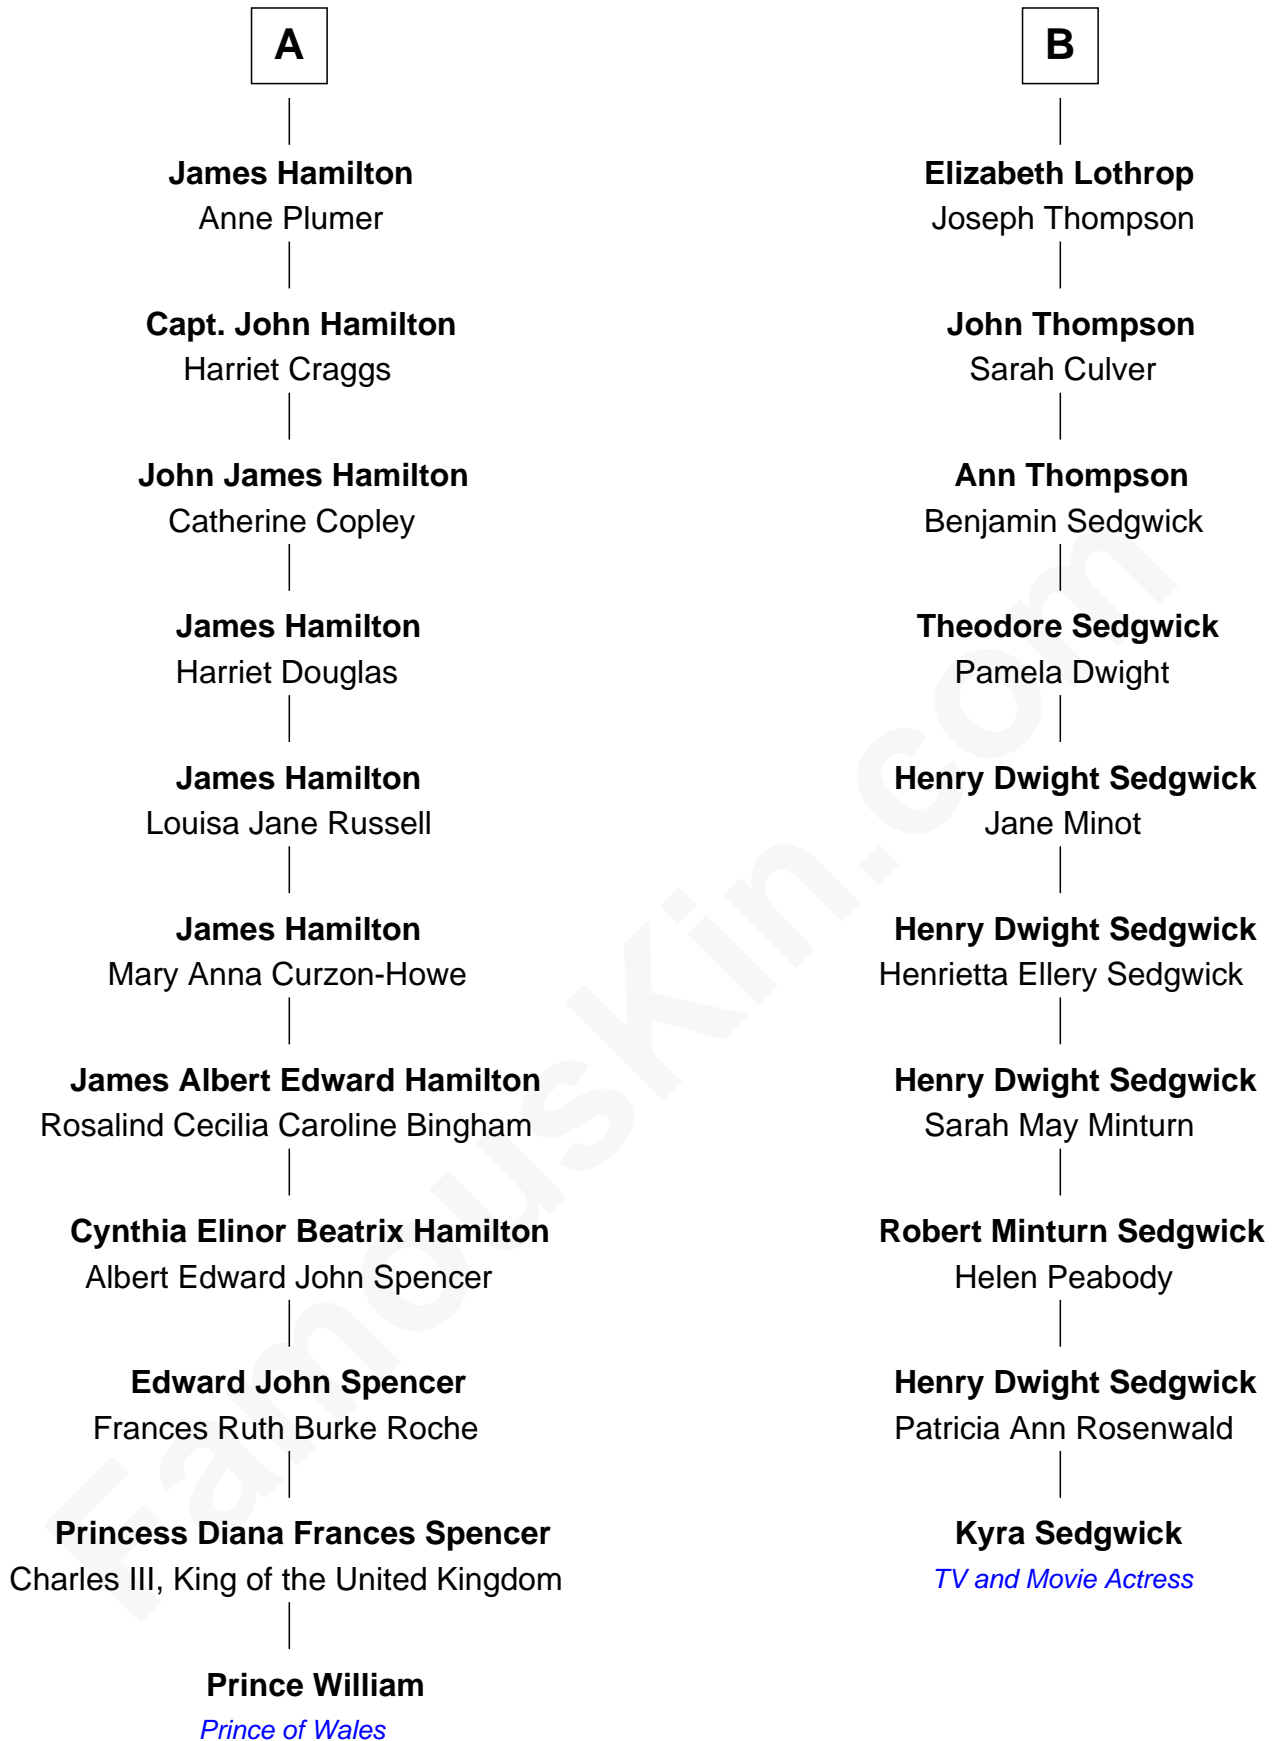 A
James Hamilton
Anne Plumer
Capt. John Hamilton
Harriet Craggs
John James Hamilton
Catherine Copley
James Hamilton
Harriet Douglas
James Hamilton
Louisa Jane Russell
James Hamilton
Mary Anna Curzon-Howe
James Albert Edward Hamilton
Rosalind Cecilia Caroline Bingham
Cynthia Elinor Beatrix Hamilton
Albert Edward John Spencer
Edward John Spencer
Frances Ruth Burke Roche
Princess Diana Frances Spencer
Charles III, King of the United Kingdom
Prince William
Prince of Wales
B
Elizabeth Lothrop
Joseph Thompson
John Thompson
Sarah Culver
Ann Thompson
Benjamin Sedgwick
Theodore Sedgwick
Pamela Dwight
Henry Dwight Sedgwick
Jane Minot
Henry Dwight Sedgwick
Henrietta Ellery Sedgwick
Henry Dwight Sedgwick
Sarah May Minturn
Robert Minturn Sedgwick
Helen Peabody
Henry Dwight Sedgwick
Patricia Ann Rosenwald
Kyra Sedgwick
TV and Movie Actress
FamousKin.com